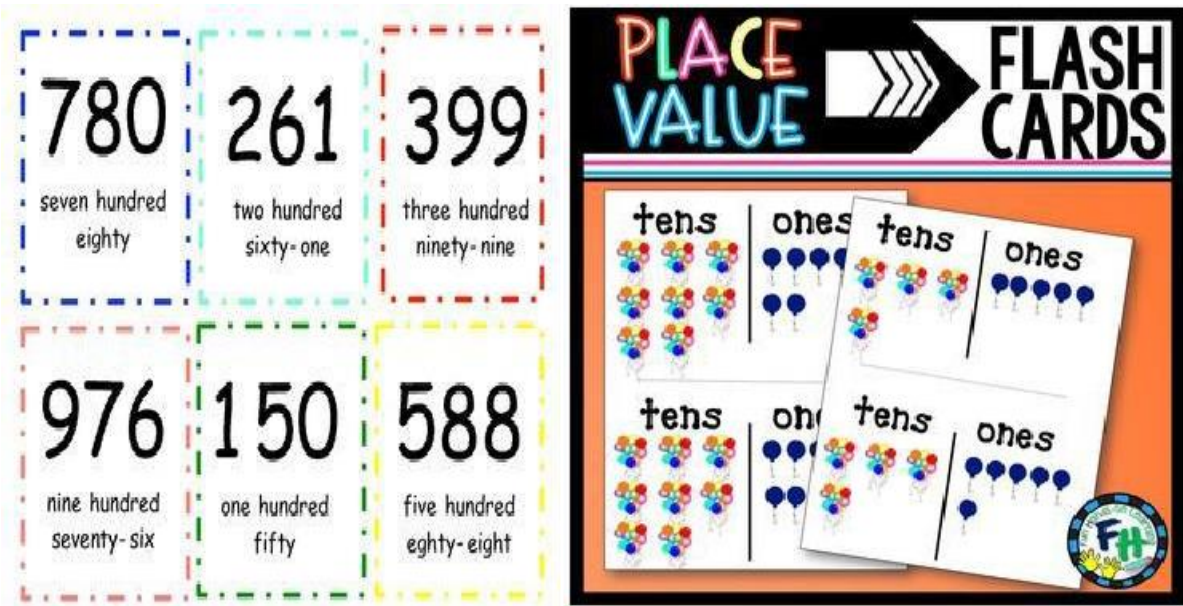 780
seven hundred
eighty
261
two hundred
sixty-one
399
three hundred
ninety-nine
976
nine hundred
seventy-six
150
one hundred
fifty
588
five hundred
eghty-eight
PLACE
VALUE
FLASH
CARDS
tens
ones
tens
ones
tens
tens
ones
FH